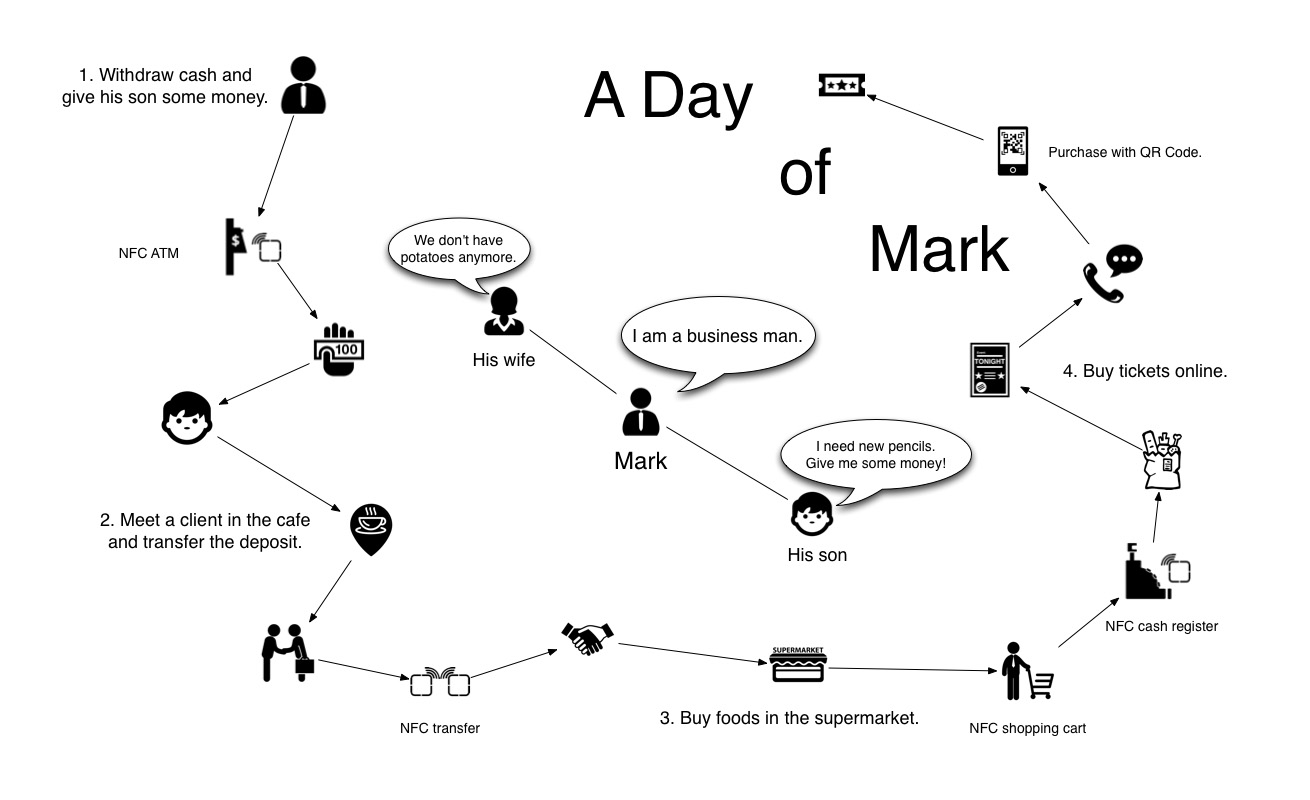 A Day
of
Mark
1. Withdraw cash and
give his son some money.
$
NFC ATM
100
2. Meet a client in the cafe
and transfer the deposit.
NFC transfer
SUPERMARKET
3. Buy foods in the supermarket.
NFC shopping cart
NFC cash register
4. Buy tickets online.
TONIGHT
Purchase with QR Code.
We don't have
potatoes anymore.
His wife
I am a business man.
Mark
I need new pencils.
Give me some money!
His son